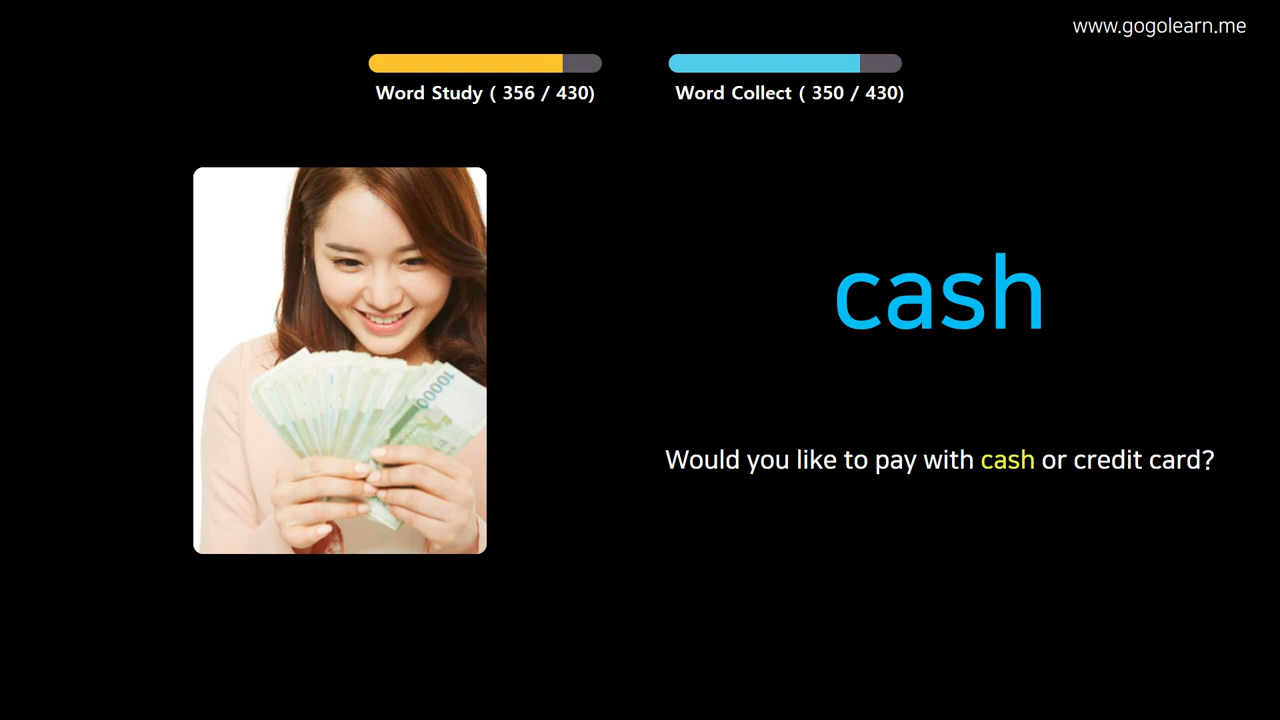 www.gogolearn.me
Word Study ( 356 / 430)
Word Collect ( 350 / 430)
cash
10000
Would you like to pay with cash or credit card?